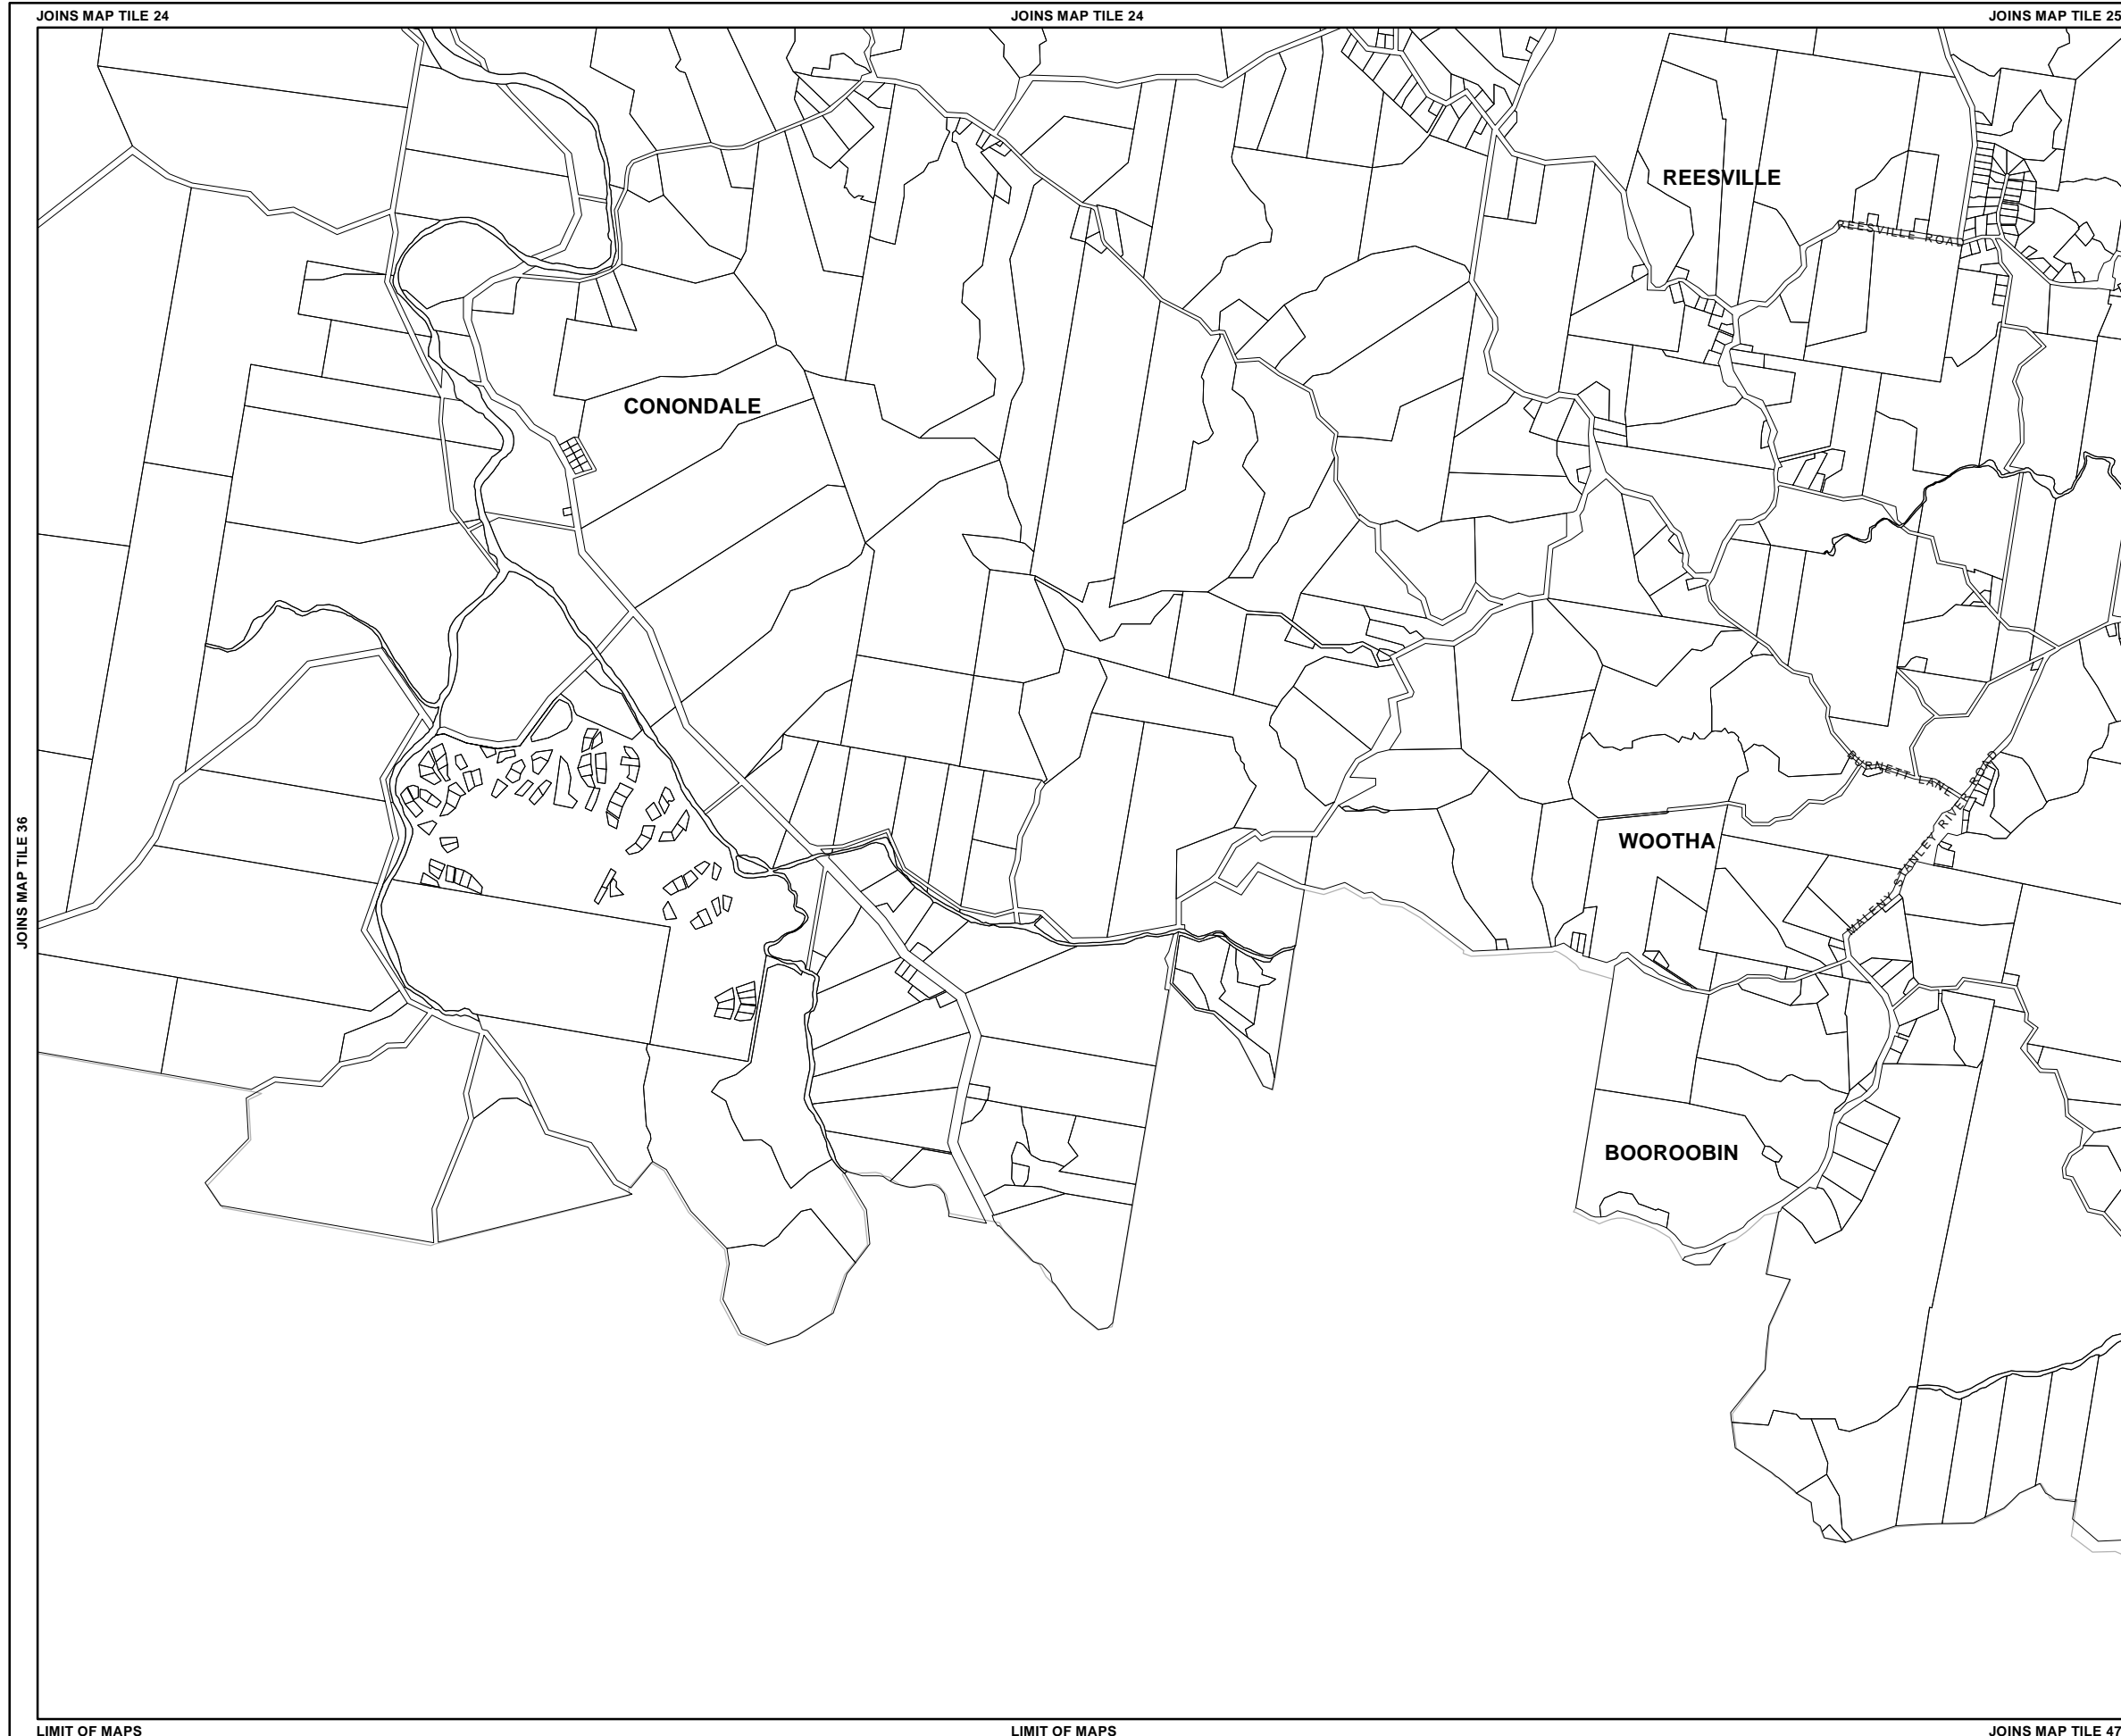 JOINS MAP TILE 24
JOINS MAP TILE 24
JOINS MAP TILE 25
REESVILLE
REESVILLE ROAD
CONONDALE
JOINS MAP TILE 36
BURNETT LANE
MALENY STANLEY RIVER ROAD
WOOTHA
BOOROOBIN
LIMIT OF MAPS
LIMIT OF MAPS
JOINS MAP TILE 47